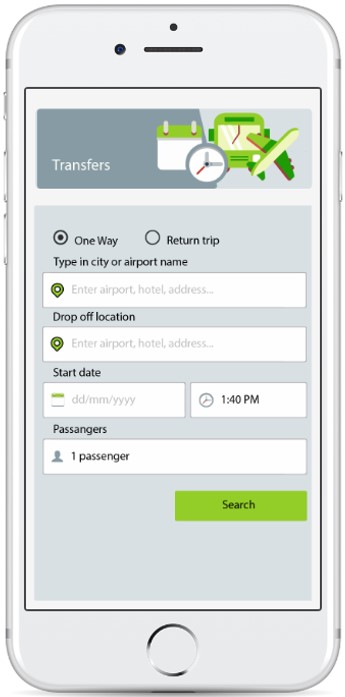 Transfers
One Way Return trip
Type in city or airport name
Enter airport, hotel, address...
Drop off location
Enter airport, hotel, address...
Start date
dd/mm/yyyy 1:40 PM
Passangers
1 passenger
Search